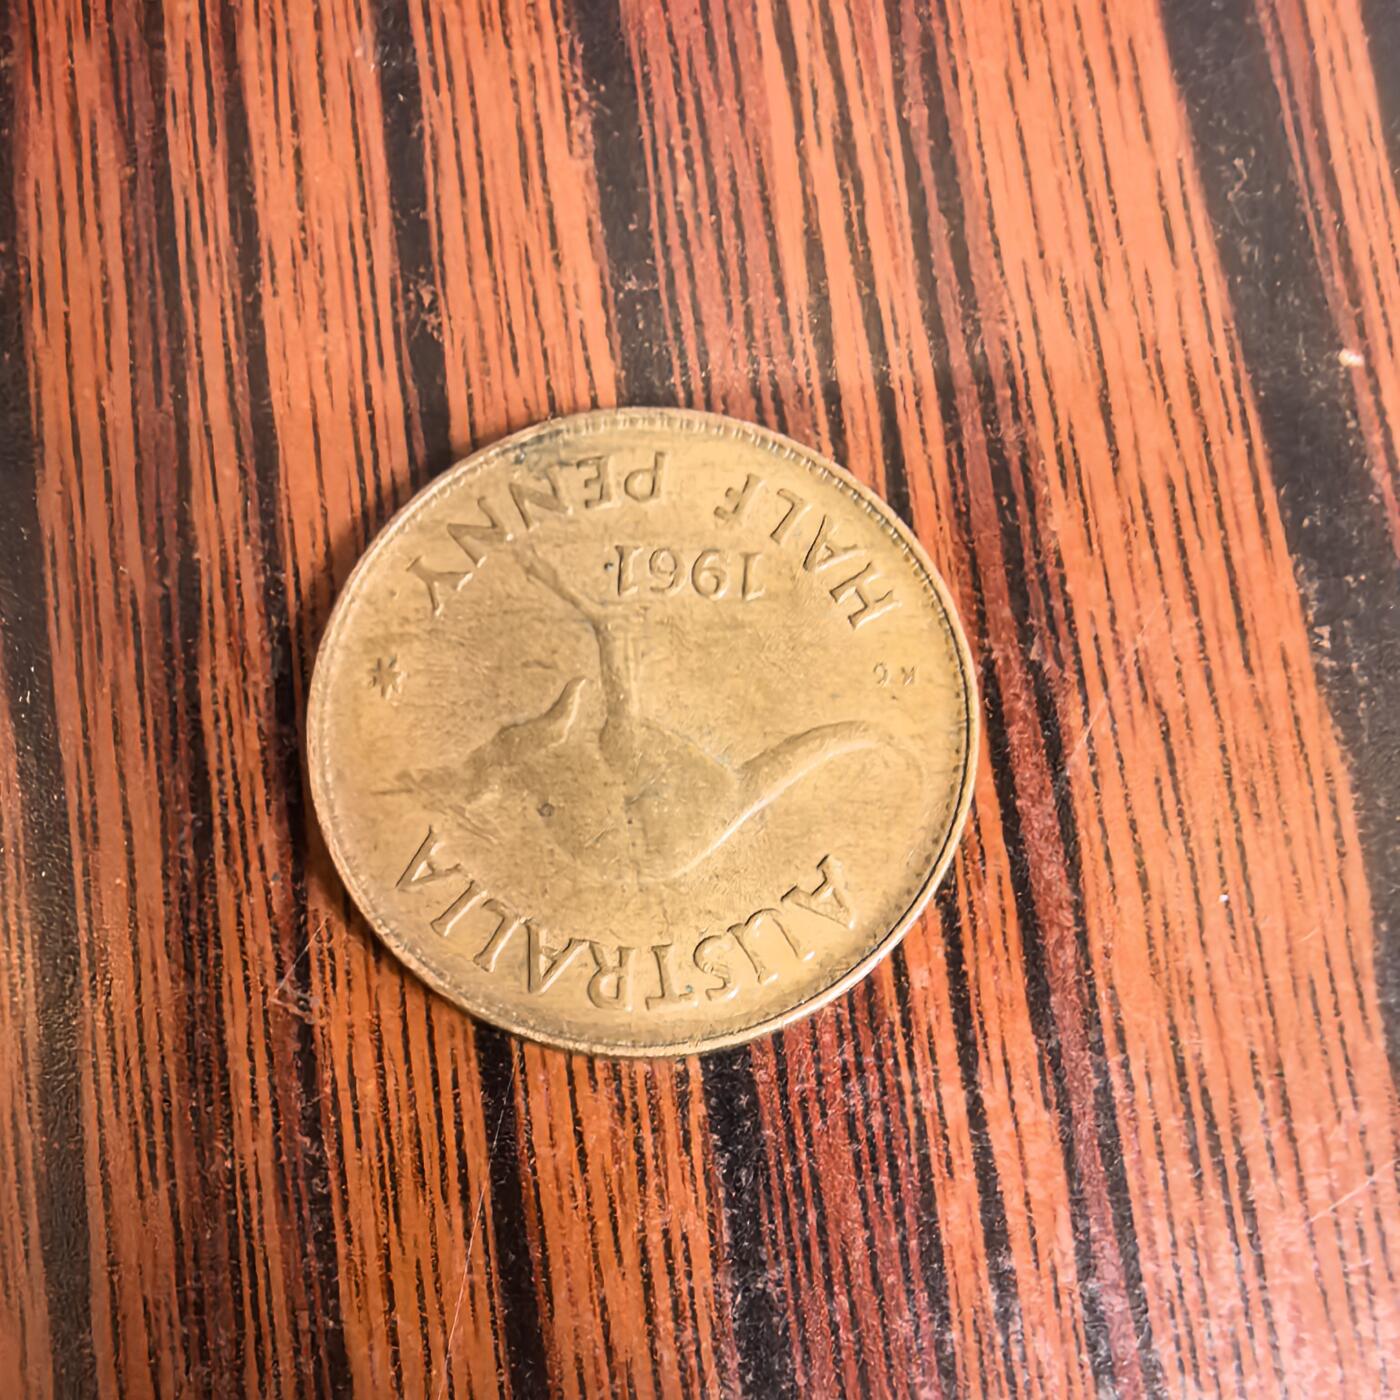 AUSTRALIA
K G
1961.
HALF PENNY